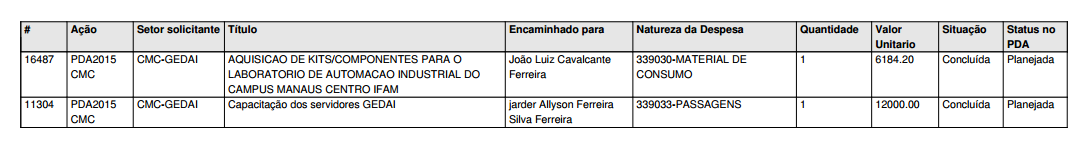 # Ação Setor solicitante Título Encaminhado para Natureza da Despesa Quantidade Valor Unitario Situação Status no PDA
16487 PDA2015 CMC CMC-GEDAI AQUISICAO DE KITS/COMPONENTES PARA O LABORATORIO DE AUTOMACAO INDUSTRIAL DO CAMPUS MANAUS CENTRO IFAM João Luiz Cavalcante Ferreira 339030-MATERIAL DE CONSUMO 1 6184.20 Concluída Planejada
11304 PDA2015 CMC CMC-GEDAI Capacitação dos servidores GEDAI jarder Allyson Ferreira Silva Ferreira 339033-PASSAGENS 1 12000.00 Concluída Planejada